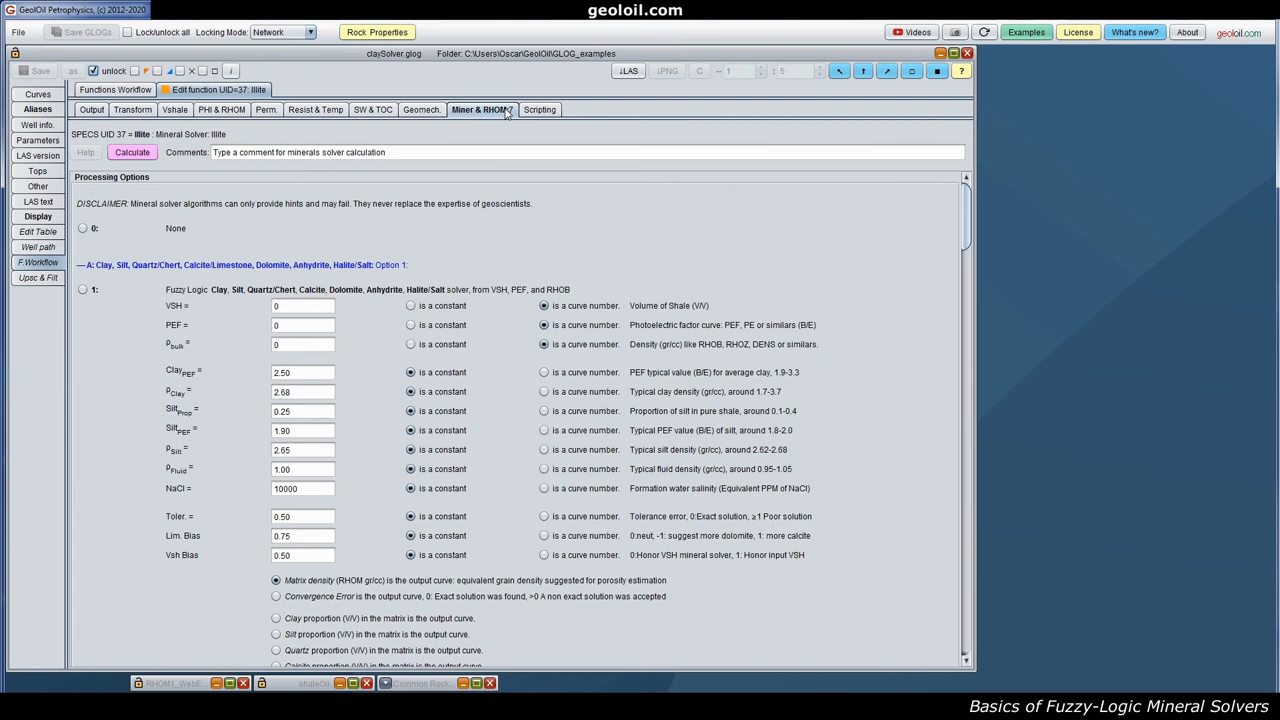 GeolOil Petrophysics, (c) 2012-2020
geoloil.com
File
Save GLOGs
Lock/unlock all
Locking Mode:
Network
Rock Properties
Videos
Examples
License
What's new?
About
geoloil.com
claySolver.glog
Folder: C:\Users\Oscar\GeolOil\GLOG_examples
Save
as
unlock
i
↓LAS
↓PNG
C
1
5
?
Curves
Aliases
Well info.
Parameters
LAS version
Tops
Other
LAS text
Display
Edit Table
Well path
F.Workflow
Upsc & Filt
Functions Workflow
Edit function UID=37: Illite
Output
Transform
Vshale
PHI & RHOM
Perm.
Resist & Temp
SW & TOC
Geomech.
Miner & RHOM
Scripting
SPECS UID 37 = Illite : Mineral Solver: Illite
Help
Calculate
Comments:
Type a comment for minerals solver calculation
Processing Options
DISCLAIMER: Mineral solver algorithms can only provide hints and may fail. They never replace the expertise of geoscientists.
0:
None
— A: Clay, Silt, Quartz/Chert, Calcite/Limestone, Dolomite, Anhydrite, Halite/Salt: Option 1:
1:
Fuzzy Logic Clay, Silt, Quartz/Chert, Calcite, Dolomite, Anhydrite, Halite/Salt solver, from VSH, PEF, and RHOB
VSH = 0 is a constant is a curve number. Volume of Shale (V/V)
PEF = 0 is a constant is a curve number. Photoelectric factor curve: PEF, PE or similars (B/E)
ρbulk = 0 is a constant is a curve number. Density (gr/cc) like RHOB, RHOZ, DENS or similars.
ClayPEF = 2.50 is a constant is a curve number. PEF typical value (B/E) for average clay, 1.9-3.3
ρClay = 2.68 is a constant is a curve number. Typical clay density (gr/cc), around 1.7-3.7
SiltProp = 0.25 is a constant is a curve number. Proportion of silt in pure shale, around 0.1-0.4
SiltPEF = 1.90 is a constant is a curve number. Typical PEF value (B/E) of silt, around 1.8-2.0
ρSilt = 2.65 is a constant is a curve number. Typical silt density (gr/cc), around 2.62-2.68
ρFluid = 1.00 is a constant is a curve number. Typical fluid density (gr/cc), around 0.95-1.05
NaCl = 10000 is a constant is a curve number. Formation water salinity (Equivalent PPM of NaCl)
Toler. = 0.50 is a constant is a curve number. Tolerance error, 0:Exact solution, ≥1 Poor solution
Lim. Bias 0.75 is a constant is a curve number. 0:neut, -1: suggest more dolomite, 1: more calcite
Vsh Bias 0.50 is a constant is a curve number. 0:Honor VSH mineral solver, 1: Honor input VSH
Matrix density (RHOM gr/cc) is the output curve: equivalent grain density suggested for porosity estimation
Convergence Error is the output curve, 0: Exact solution was found, >0 A non exact solution was accepted
Clay proportion (V/V) in the matrix is the output curve.
Silt proportion (V/V) in the matrix is the output curve.
Quartz proportion (V/V) in the matrix is the output curve.
Calcite proportion (V/V) in the matrix is the output curve.
RHOM1_WebE...
shaleOil
Common Rock...
Basics of Fuzzy-Logic Mineral Solvers